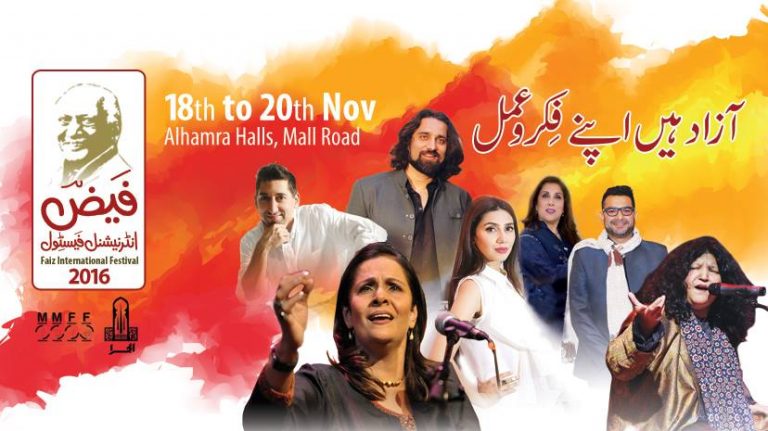 فیض
انٹرنیشنل فیسٹول
Faiz International Festival
2016
MMFF
الحمرا
18th to 20th Nov
Alhamra Halls, Mall Road
آزاد ہیں اپنے فکر و عمل